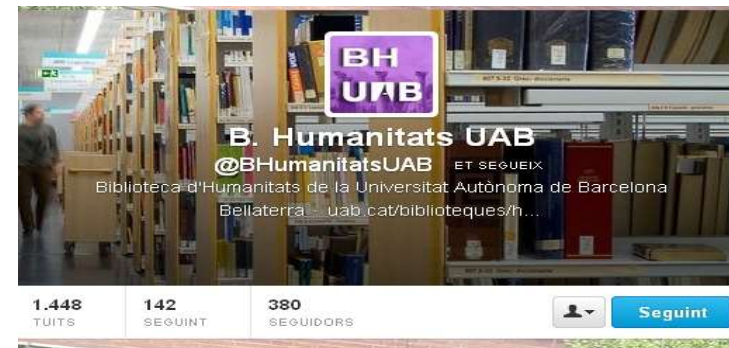 BH
UAB
B. Humanitats UAB
@BHumanitatsUAB ET SEGUEIX
Biblioteca d'Humanitats de la Universitat Autònoma de Barcelona
Bellaterra - uab.cat/biblioteques/h...
1.448
TUITS
142
SEGUINT
380
SEGUIDORS
Seguint